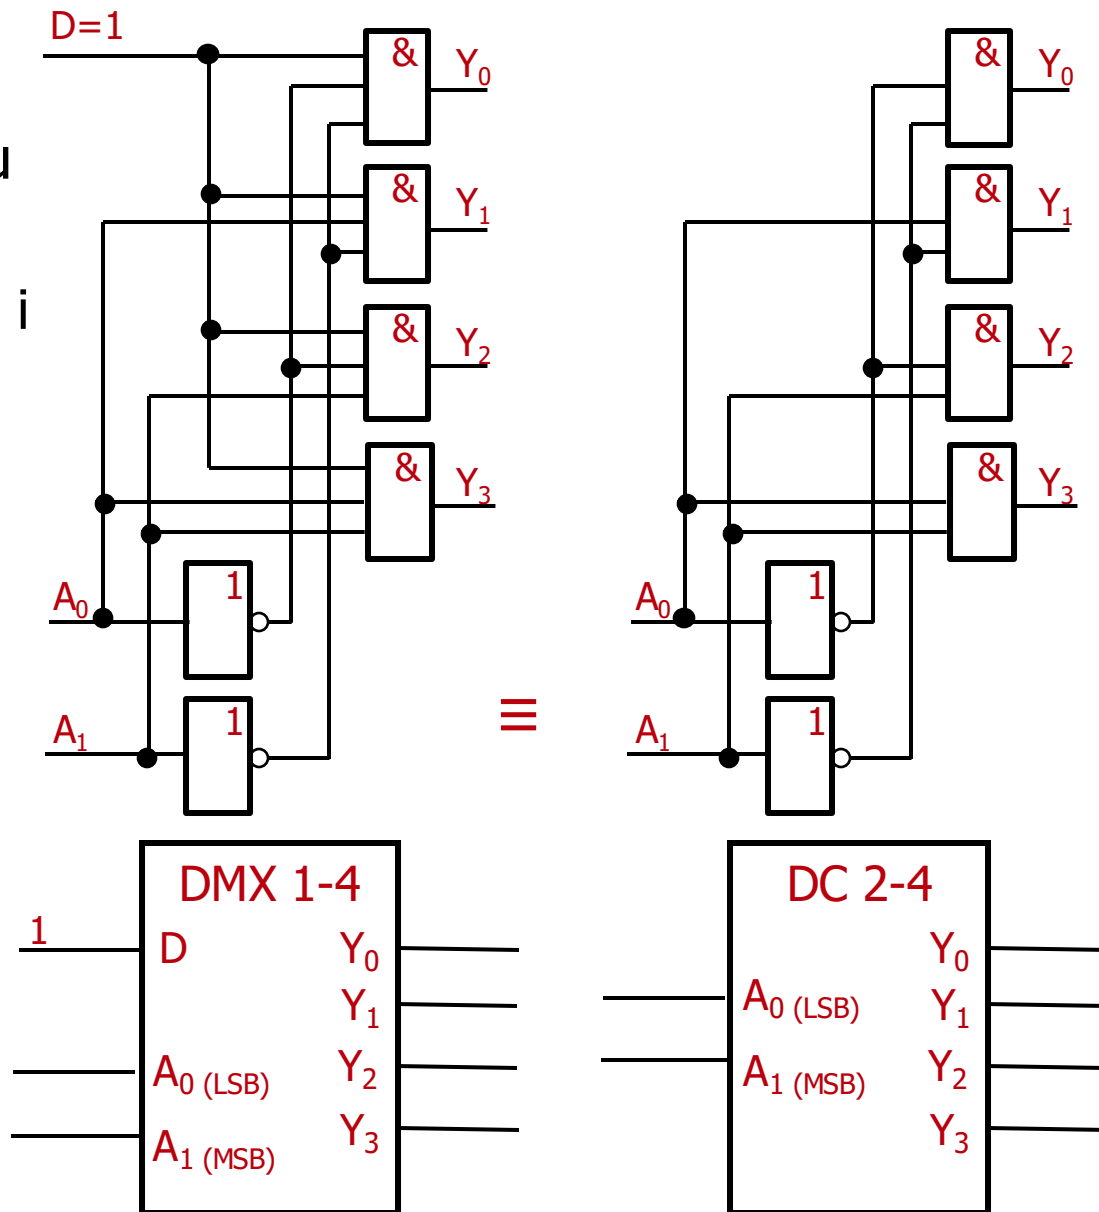 D=1
&
Y0
&
Y1
i
&
Y2
&
Y3
A0
1
A1
1
≡
&
Y0
&
Y1
&
Y2
&
Y3
A0
1
A1
1
DMX 1-4
1
D
Y0
Y1
A0 (LSB)
Y2
A1 (MSB)
Y3
DC 2-4
Y0
A0 (LSB)
Y1
A1 (MSB)
Y2
Y3